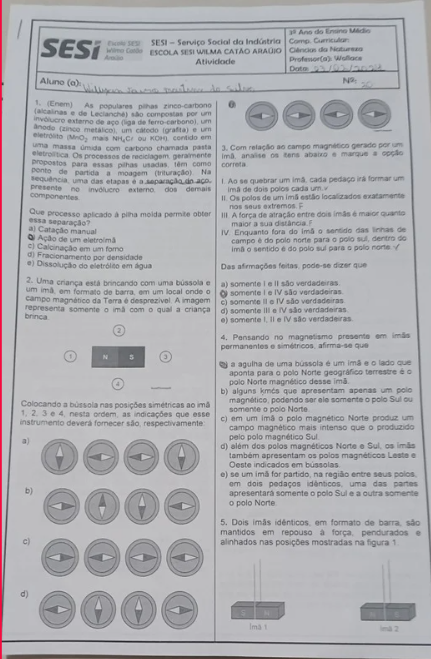 SESI
Escola SESI
Wilma Catão
Araújo
SESI – Serviço Social da Indústria
ESCOLA SESI WILMA CATÃO ARAÚJO
Atividade
3º Ano do Ensino Médio
Comp. Curricular:
Ciências da Natureza
Professor(a): Wallace
Data:
Aluno (a):
Nº:
1. (Enem) As populares pilhas zinco-carbono
(alcalinas e de Leclanché) são compostas por um
invólucro externo de aço (liga de ferro-carbono), um
ânodo (zinco metálico), um cátodo (grafita) e um
eletrólito (MnO₂ mais NH₄Cl ou KOH), contido em
uma massa úmida com carbono chamada pasta
eletrolítica. Os processos de reciclagem, geralmente
propostos para essas pilhas usadas, têm como
ponto de partida a moagem (trituração). Na
sequência, uma das etapas é a separação do aço,
presente no invólucro externo, dos demais
componentes.
Que processo aplicado à pilha moída permite obter
essa separação?
a) Catação manual
Ação de um eletroímã
c) Calcinação em um forno
d) Fracionamento por densidade
e) Dissolução do eletrólito em água
2. Uma criança está brincando com uma bússola e
um ímã, em formato de barra, em um local onde o
campo magnético da Terra é desprezível. A imagem
representa somente o ímã com o qual a criança
brinca.
2
1 N S 3
4
Colocando a bússola nas posições simétricas ao ímã
1, 2, 3 e 4, nesta ordem, as indicações que esse
instrumento deverá fornecer são, respectivamente:
a)
b)
c)
d)
3. Com relação ao campo magnético gerado por um
ímã, analise os itens abaixo e marque a opção
correta.
I. Ao se quebrar um ímã, cada pedaço irá formar um
ímã de dois polos cada um.
II. Os polos de um ímã estão localizados exatamente
nos seus extremos. F
III. A força de atração entre dois ímãs é maior quanto
maior a sua distância. F
IV. Enquanto fora do ímã o sentido das linhas de
campo é do polo norte para o polo sul, dentro do
ímã o sentido é do polo sul para o polo norte. V
Das afirmações feitas, pode-se dizer que
a) somente I e II são verdadeiras.
somente I e IV são verdadeiras.
c) somente II e IV são verdadeiras.
d) somente III e IV são verdadeiras.
e) somente I, II e IV são verdadeiras.
4. Pensando no magnetismo presente em ímãs
permanentes e simétricos, afirma-se que
a agulha de uma bússola é um ímã e o lado que
aponta para o polo Norte geográfico terrestre é o
polo Norte magnético desse ímã.
b) alguns ímãs que apresentam apenas um polo
magnético, podendo ser ele somente o polo Sul ou
somente o polo Norte.
c) em um ímã o polo magnético Norte produz um
campo magnético mais intenso que o produzido
pelo polo magnético Sul.
d) além dos polos magnéticos Norte e Sul, os ímãs
também apresentam os polos magnéticos Leste e
Oeste indicados em bússolas.
e) se um ímã for partido, na região entre seus polos,
em dois pedaços idênticos, uma das partes
apresentará somente o polo Sul e a outra somente
o polo Norte.
5. Dois ímãs idênticos, em formato de barra, são
mantidos em repouso à força, pendurados e
alinhados nas posições mostradas na figura 1.
Ímã 1
Ímã 2